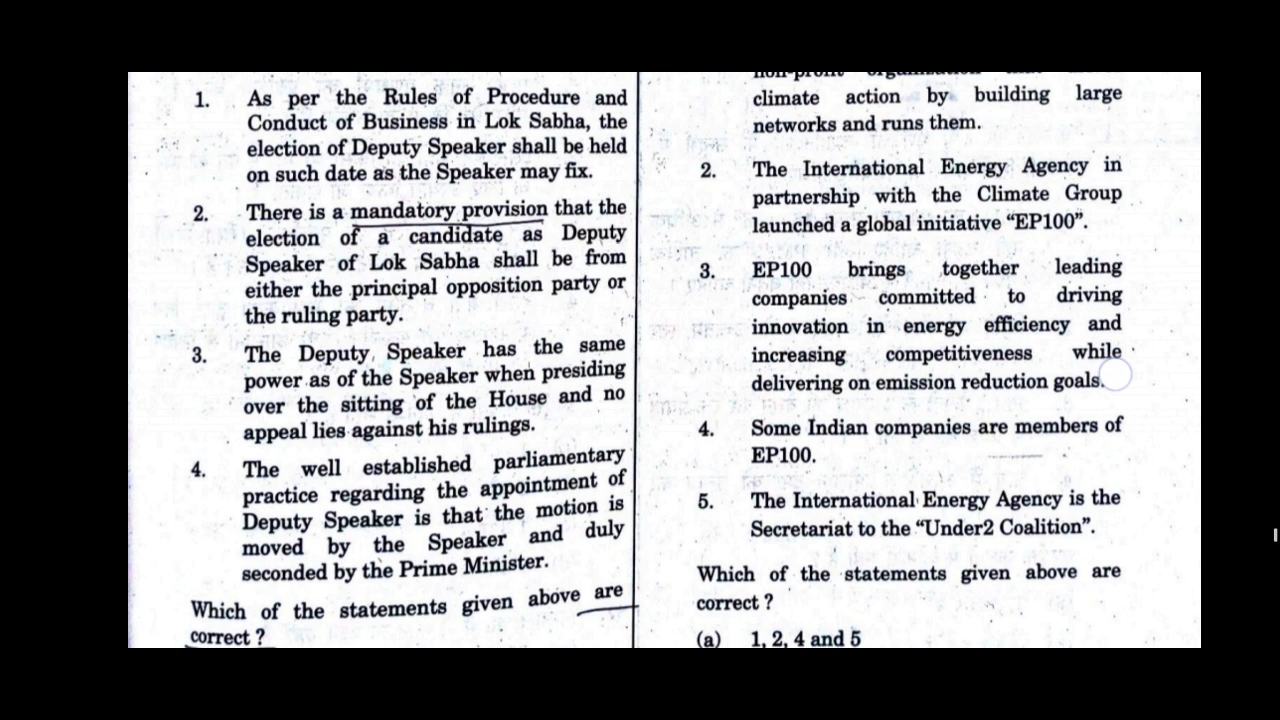 1. As per the Rules of Procedure and
Conduct of Business in Lok Sabha, the
election of Deputy Speaker shall be held
on such date as the Speaker may fix.
2. There is a mandatory provision that the
election of a candidate as Deputy
Speaker of Lok Sabha shall be from
either the principal opposition party or
the ruling party.
3. The Deputy Speaker has the same
power as of the Speaker when presiding
over the sitting of the House and no
appeal lies against his rulings.
4. The well established parliamentary
practice regarding the appointment of
Deputy Speaker is that the motion is
moved by the Speaker and duly
seconded by the Prime Minister.
Which of the statements given above are
correct ?
climate action by building large
networks and runs them.
2. The International Energy Agency in
partnership with the Climate Group
launched a global initiative “EP100”.
3. EP100 brings together leading
companies committed to driving
innovation in energy efficiency and
increasing competitiveness while
delivering on emission reduction goals.
4. Some Indian companies are members of
EP100.
5. The International Energy Agency is the
Secretariat to the “Under2 Coalition”.
Which of the statements given above are
correct ?
(a) 1, 2, 4 and 5